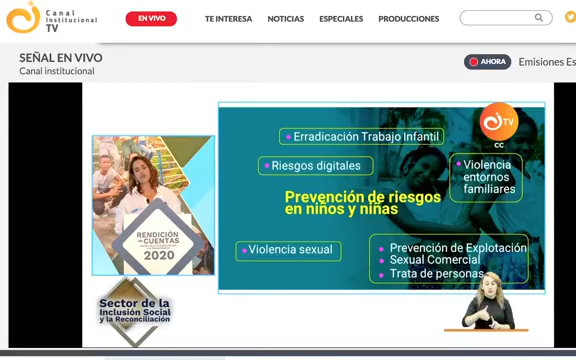 Canal
Institucional
TV
EN VIVO
TE INTERESA
NOTICIAS
ESPECIALES
PRODUCCIONES
SEÑAL EN VIVO
Canal institucional
AHORA
Emisiones Es
TV
CC
Erradicación Trabajo Infantil
Riesgos digitales
Violencia
entornos
familiares
Prevención de riesgos
en niños y niñas
Violencia sexual
Prevención de Explotación
Sexual Comercial
Trata de personas
RENDICIÓN
DE CUENTAS
2020
Sector de la
Inclusión Social
y la Reconciliación